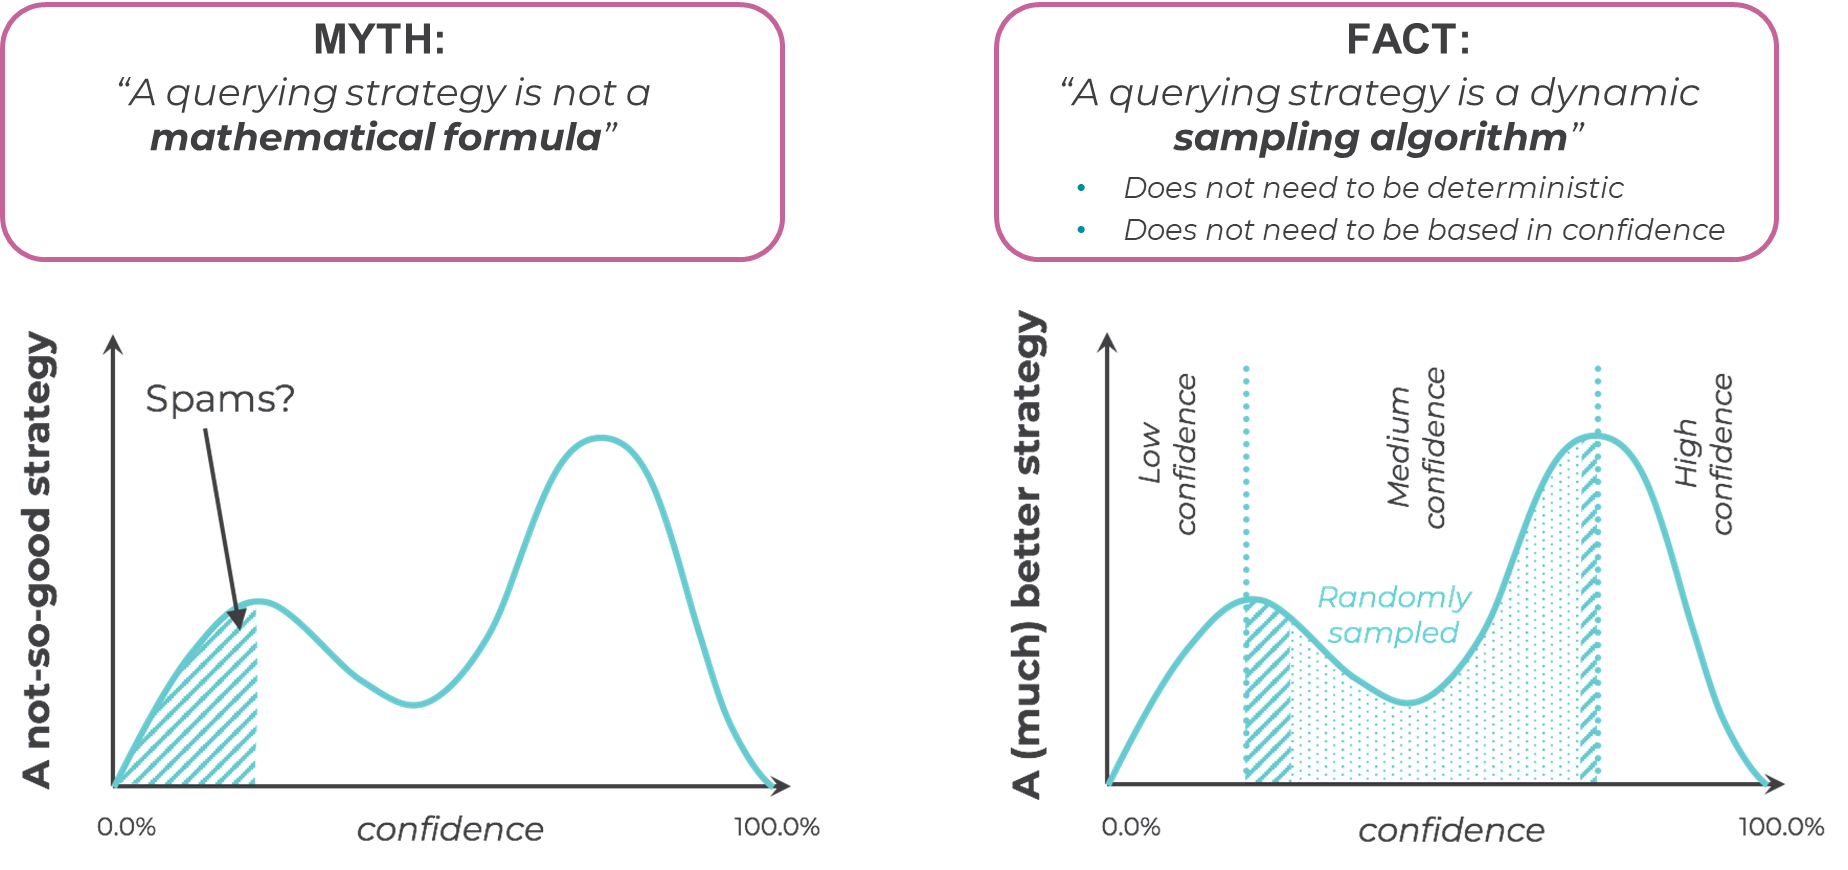 MYTH:
“A querying strategy is not a
mathematical formula”
FACT:
“A querying strategy is a dynamic
sampling algorithm”
• Does not need to be deterministic
• Does not need to be based in confidence
A not-so-good strategy
Spams?
0.0%
confidence
100.0%
A (much) better strategy
Low
confidence
Medium
confidence
High
confidence
Randomly
sampled
0.0%
confidence
100.0%